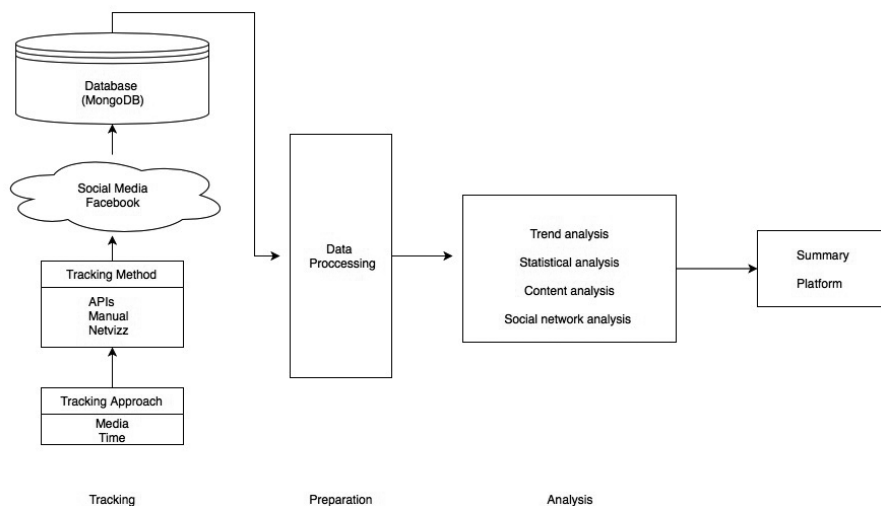 Database
(MongoDB)
Social Media
Facebook
Tracking Method
APIs
Manual
Netvizz
Tracking Approach
Media
Time
Data
Proccessing
Trend analysis
Statistical analysis
Content analysis
Social network analysis
Summary
Platform
Tracking
Preparation
Analysis